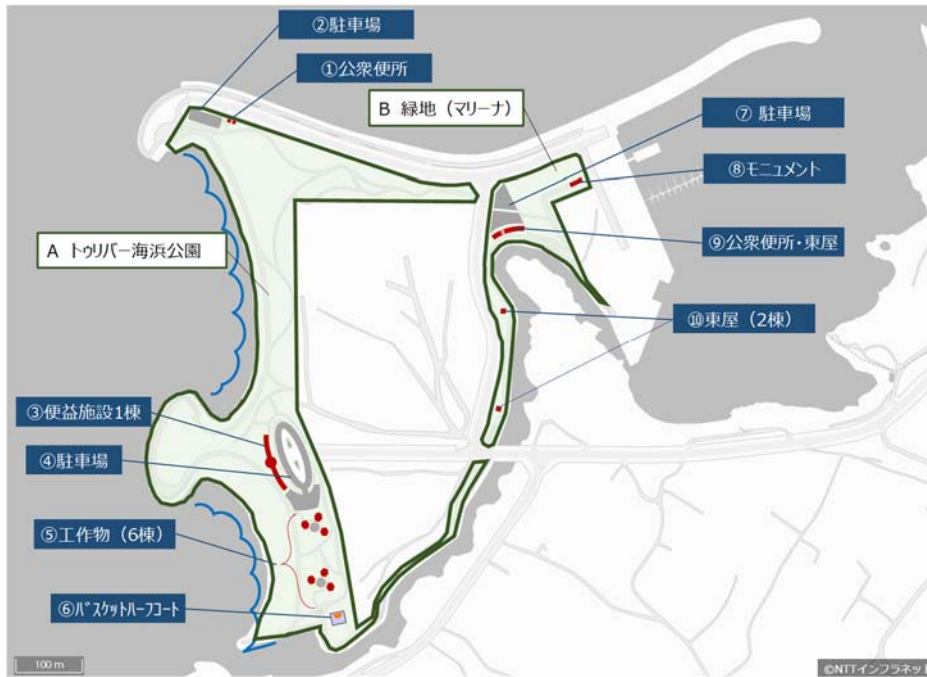 ②駐車場
①公衆便所
B 緑地（マリーナ）
⑦ 駐車場
⑧モニュメント
⑨公衆便所・東屋
A トゥリバー海浜公園
⑩東屋（2棟）
③便益施設1棟
④駐車場
⑤工作物（6棟）
⑥ﾊﾞｽｹｯﾄﾊｰﾌｺｰﾄ
100 m
©NTTインフラネット